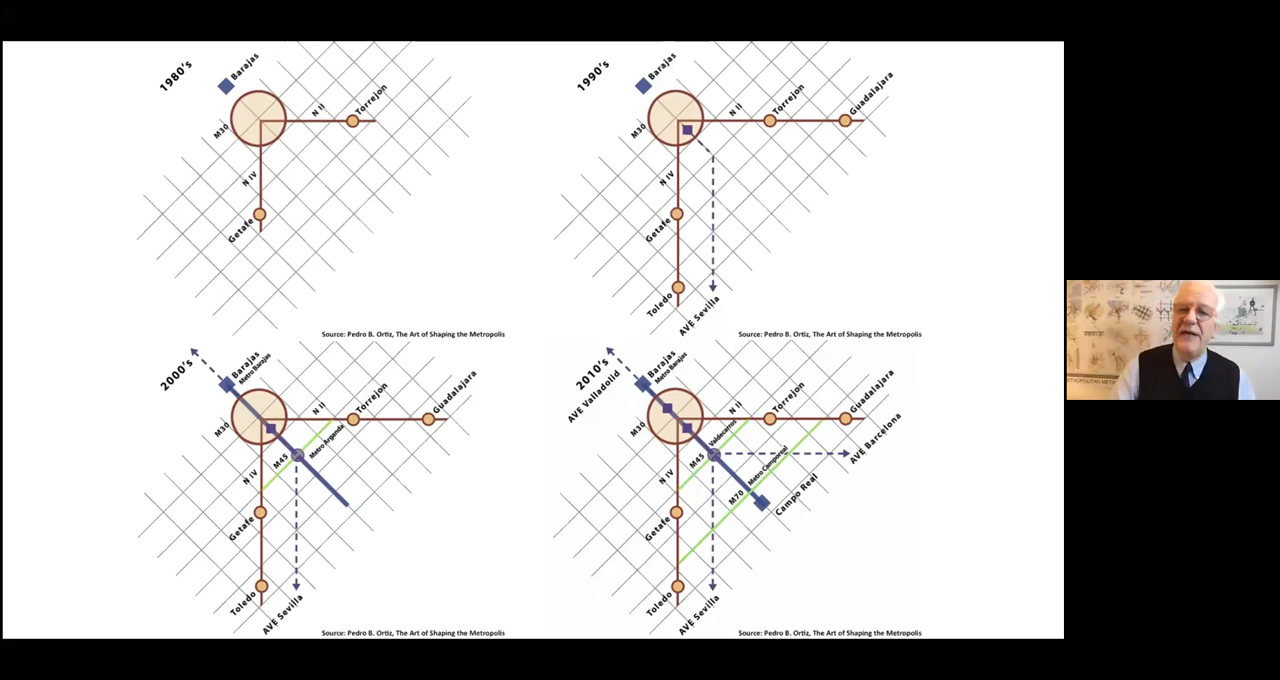 1980's
Barajas
M30
N II
Torrejon
N IV
Getafe
Source: Pedro B. Ortiz, The Art of Shaping the Metropolis
1990's
Barajas
M30
N II
Torrejon
Guadalajara
N IV
Getafe
Toledo
AVE Sevilla
Source: Pedro B. Ortiz, The Art of Shaping the Metropolis
2000's
Barajas
Metro Barajas
M30
N II
Torrejon
Guadalajara
M45
Metro Arganda
N IV
Getafe
Toledo
AVE Sevilla
Source: Pedro B. Ortiz, The Art of Shaping the Metropolis
2010's
AVE Valladolid
Barajas
Metro Barajas
M30
N II
Torrejon
Guadalajara
Valdecarros
M45
AVE Barcelona
N IV
Metro Camporeal
M70
Campo Real
Getafe
Toledo
AVE Sevilla
Source: Pedro B. Ortiz, The Art of Shaping the Metropolis